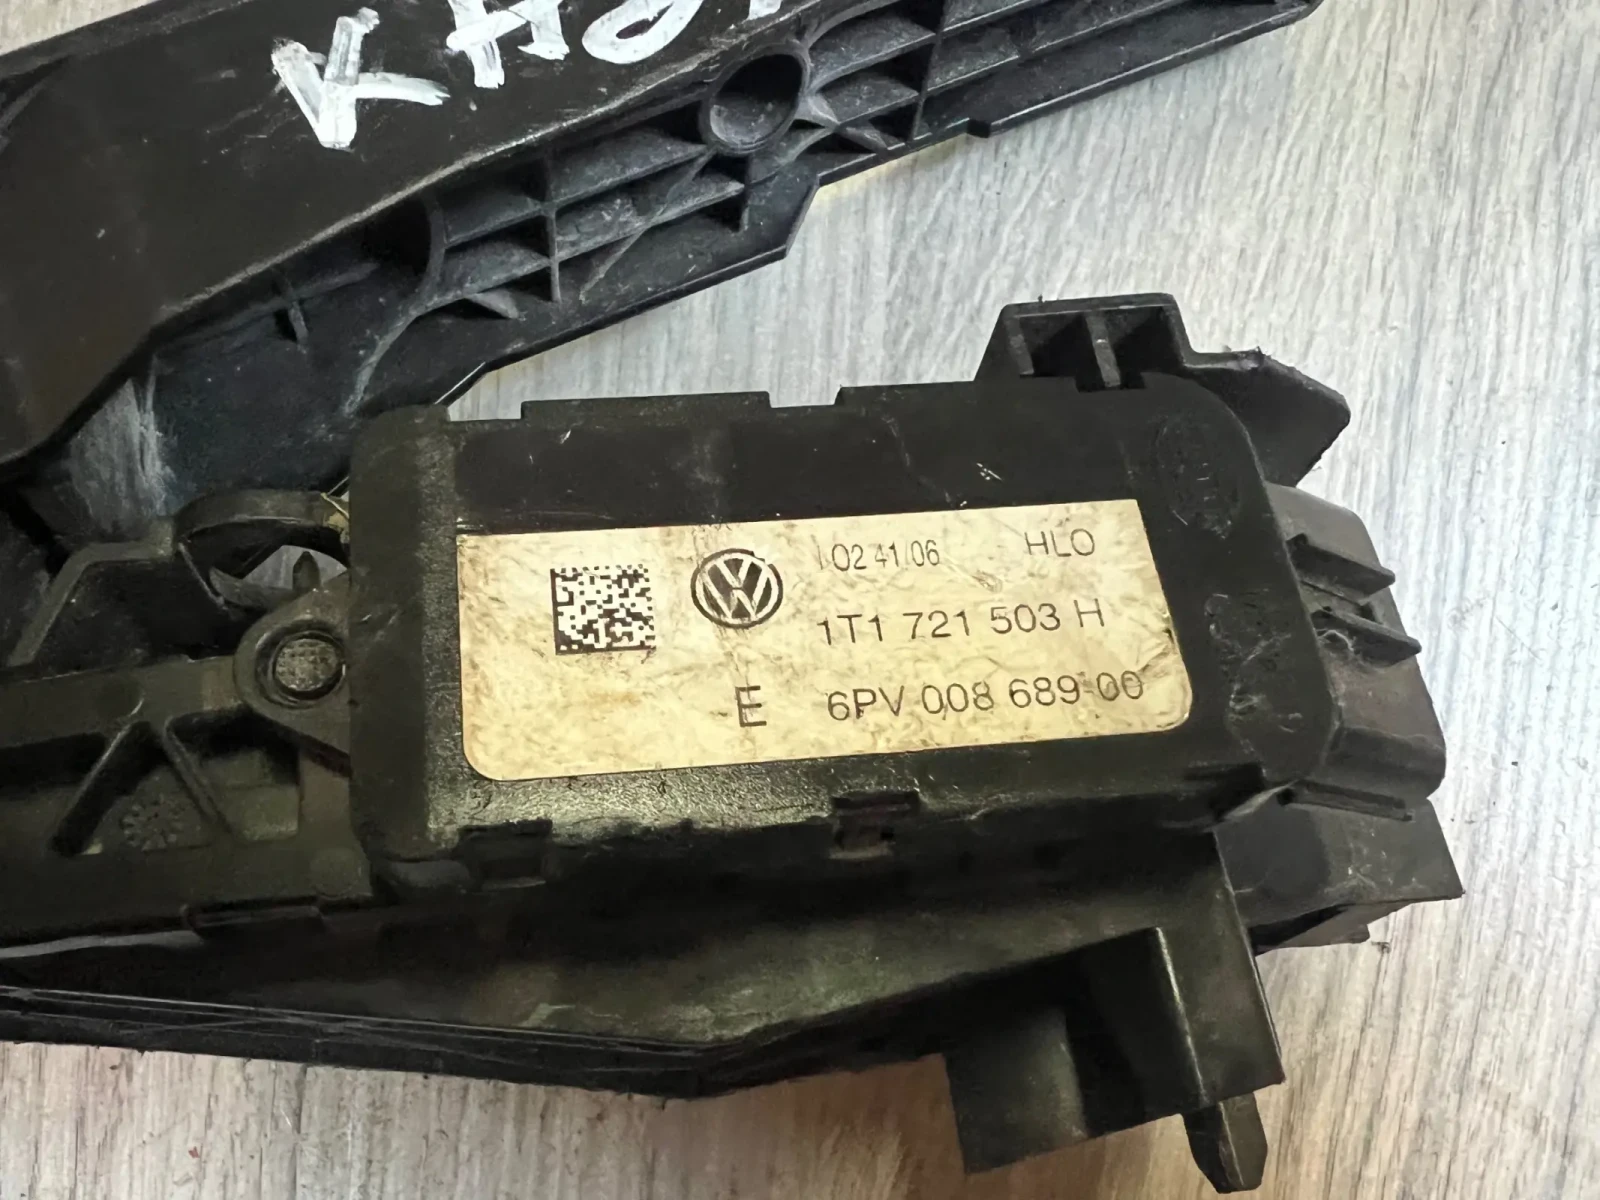 02 41/06 HLO
1T1 721 503 H
E 6PV 008 689-00